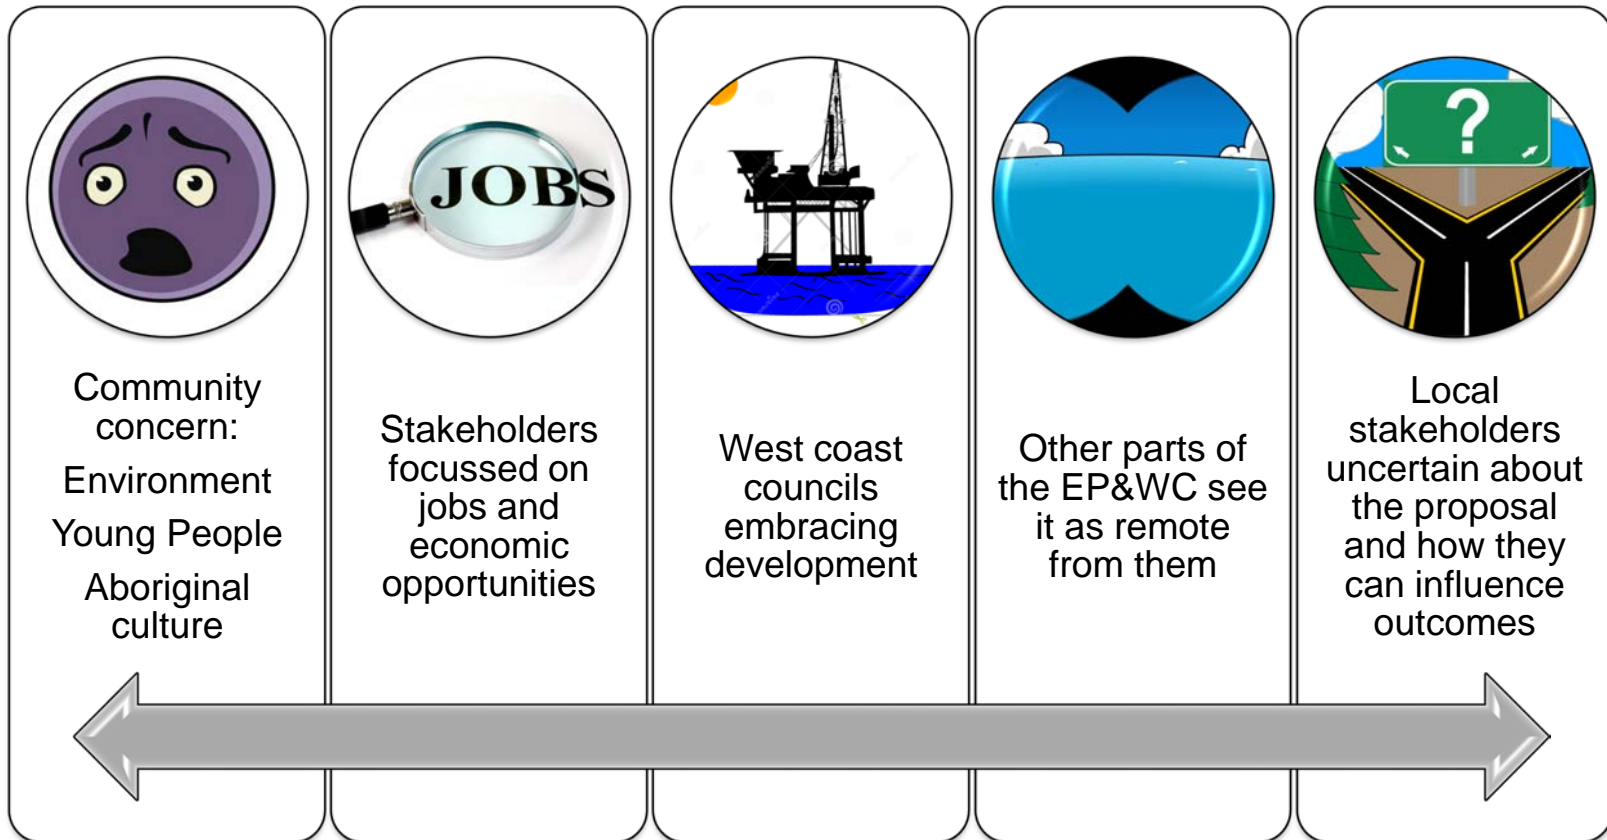 JOBS
?
Community
concern:
Environment
Young People
Aboriginal
culture
Stakeholders
focussed on
jobs and
economic
opportunities
West coast
councils
embracing
development
Other parts of
the EP&WC see
it as remote
from them
Local
stakeholders
uncertain about
the proposal
and how they
can influence
outcomes